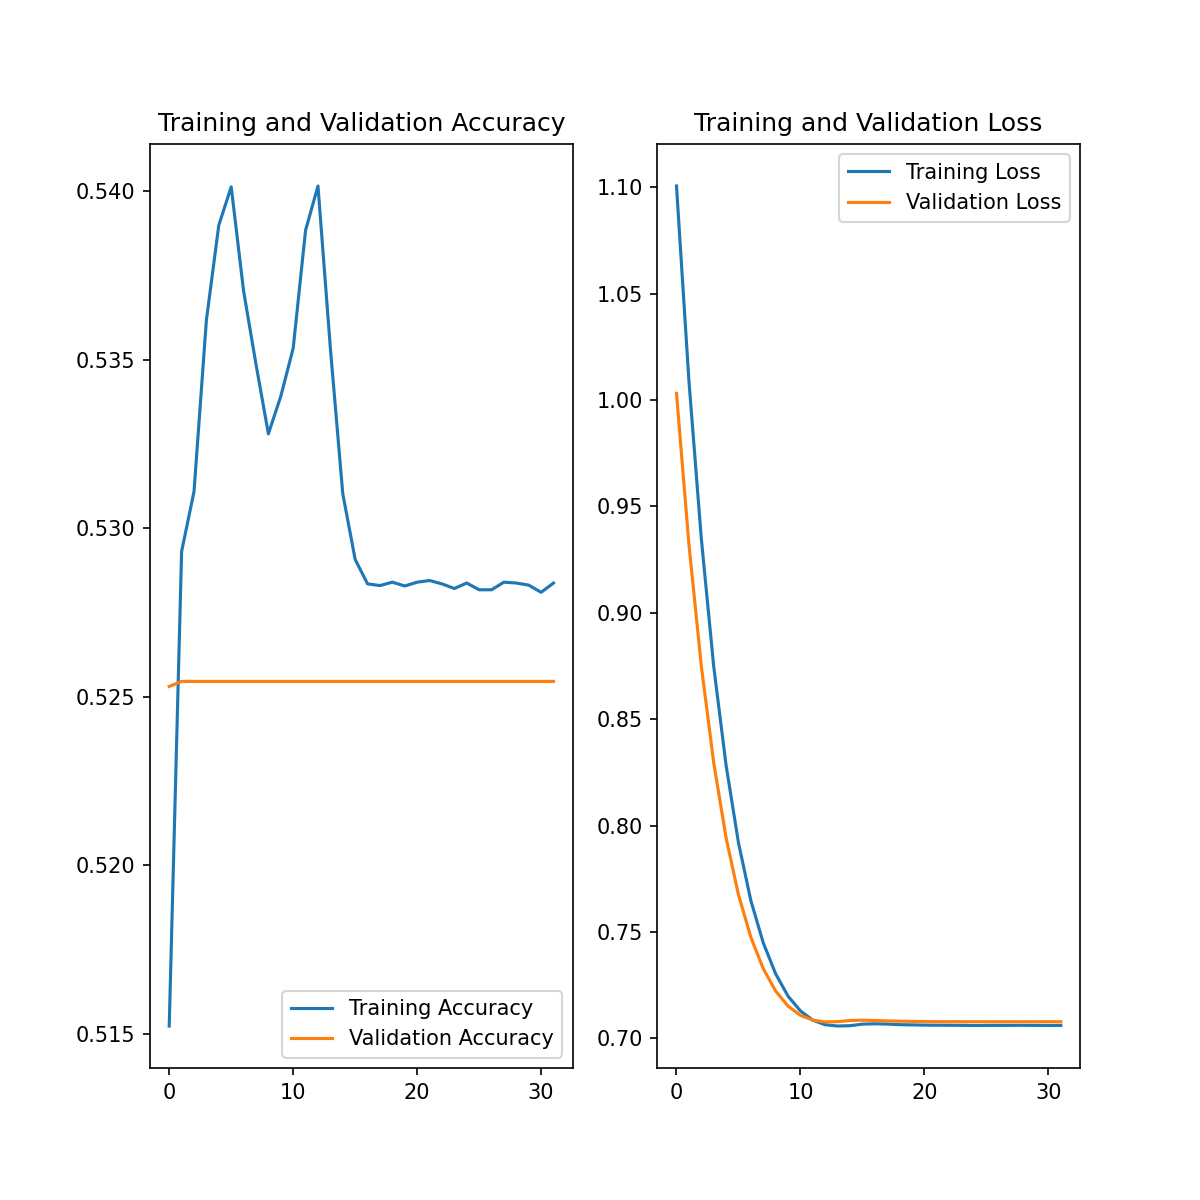 Training and Validation Accuracy
0.540
0.535
0.530
0.525
0.520
0.515
Training Accuracy
Validation Accuracy
0 10 20 30
Training and Validation Loss
Training Loss
Validation Loss
1.10
1.05
1.00
0.95
0.90
0.85
0.80
0.75
0.70
0 10 20 30